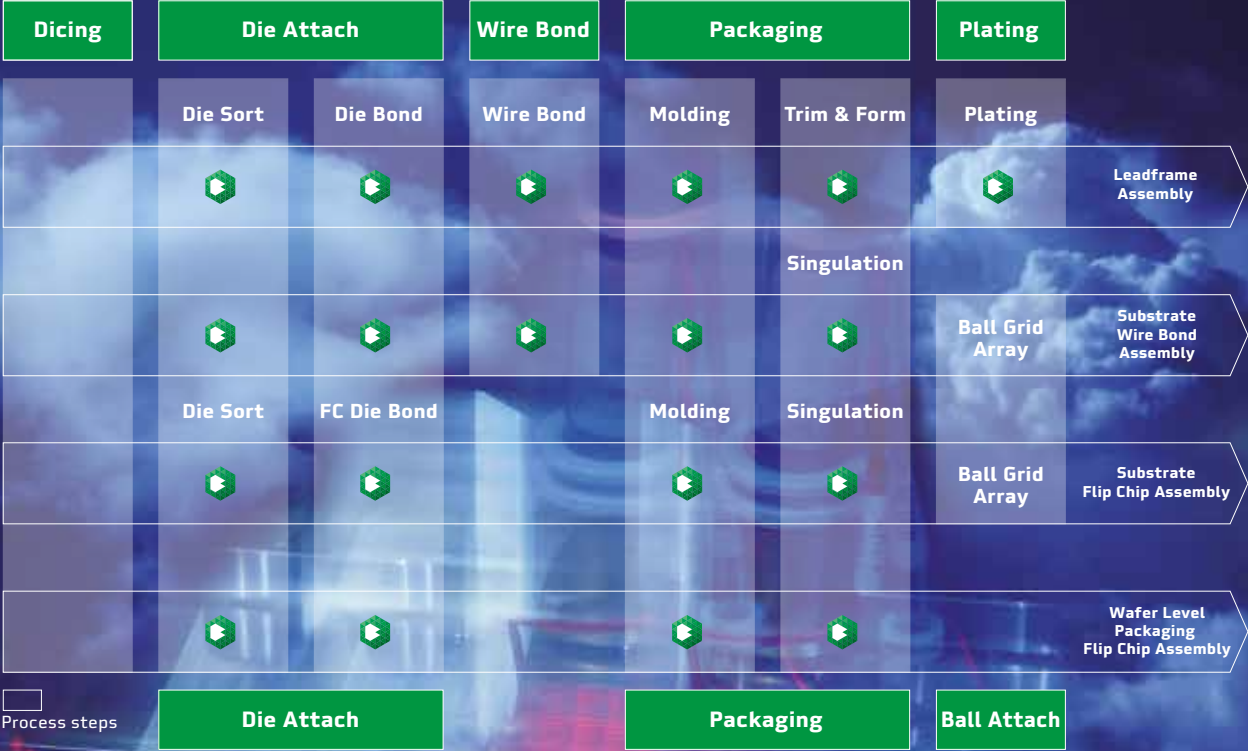 Dicing
Die Attach
Wire Bond
Packaging
Plating
Die Sort
Die Bond
Wire Bond
Molding
Trim & Form
Plating
Leadframe
Assembly
Singulation
Ball Grid
Array
Substrate
Wire Bond
Assembly
Die Sort
FC Die Bond
Molding
Singulation
Ball Grid
Array
Substrate
Flip Chip Assembly
Wafer Level
Packaging
Flip Chip Assembly
Process steps
Die Attach
Packaging
Ball Attach